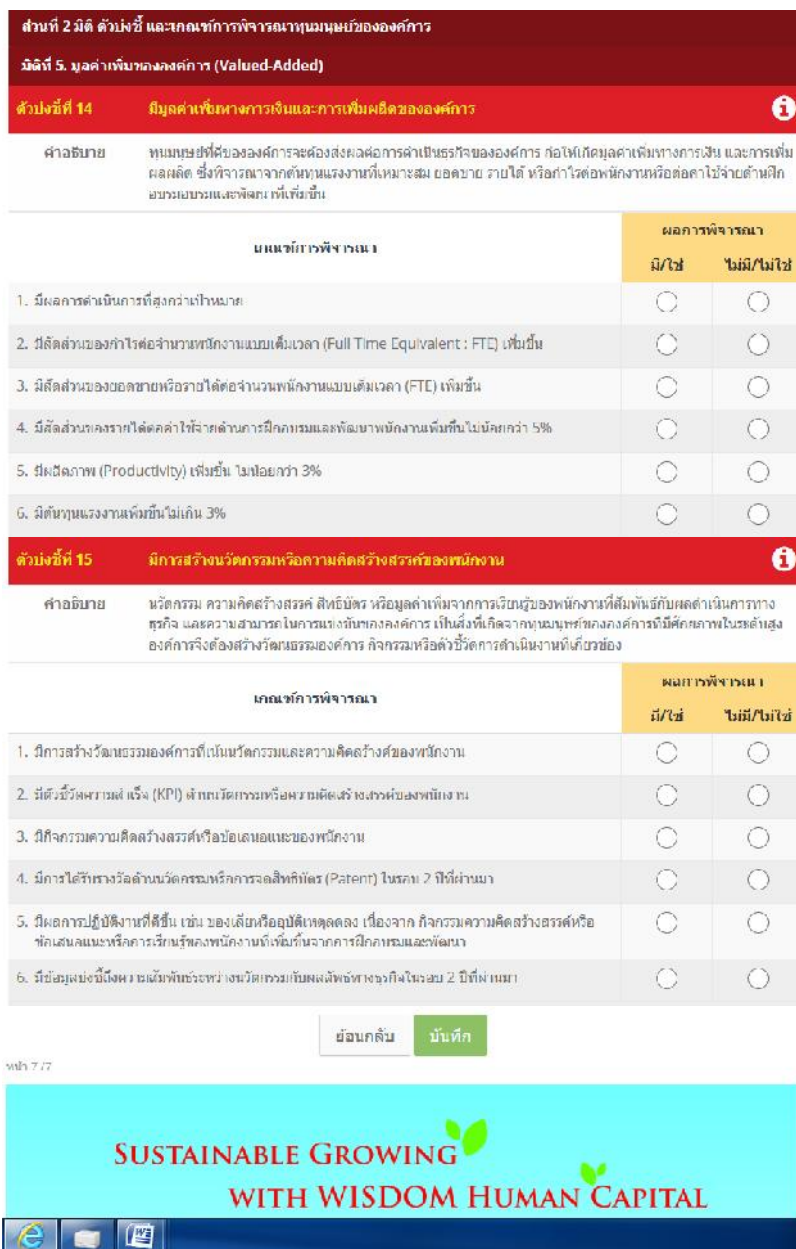 ส่วนที่ 2 มิติ ตัวบ่งชี้ และเกณฑ์การพิจารณาทุนมนุษย์ขององค์การ
มิติที่ 5. มูลค่าเพิ่มขององค์การ (Valued-Added)
ตัวบ่งชี้ที่ 14 มีมูลค่าเพิ่มทางการเงินและการเพิ่มผลิตขององค์การ
คำอธิบาย ทุนมนุษย์ที่ดีขององค์การจะต้องส่งผลต่อการดำเนินธุรกิจขององค์การ ก่อให้เกิดมูลค่าเพิ่มทางการเงิน และการเพิ่ม
ผลผลิต ซึ่งพิจารณาจากต้นทุนแรงงานที่เหมาะสม ยอดขาย รายได้ หรือกำไรต่อพนักงานหรือต่อค่าใช้จ่ายด้านฝึก
อบรมอบรมและพัฒนาที่เพิ่มขึ้น
เกณฑ์การพิจารณา
ผลการพิจารณา
มี/ใช่ ไม่มี/ไม่ใช่
1. มีผลการดำเนินการที่สูงกว่าเป้าหมาย
2. มีสัดส่วนของกำไรต่อจำนวนพนักงานแบบเต็มเวลา (Full Time Equivalent : FTE) เพิ่มขึ้น
3. มีสัดส่วนของยอดขายหรือรายได้ต่อจำนวนพนักงานแบบเต็มเวลา (FTE) เพิ่มขึ้น
4. มีสัดส่วนของรายได้ต่อค่าใช้จ่ายด้านการฝึกอบรมและพัฒนาพนักงานเพิ่มขึ้นไม่น้อยกว่า 5%
5. มีผลิตภาพ (Productivity) เพิ่มขึ้น ไม่น้อยกว่า 3%
6. มีต้นทุนแรงงานเพิ่มขึ้นไม่เกิน 3%
ตัวบ่งชี้ที่ 15 มีการสร้างนวัตกรรมหรือความคิดสร้างสรรค์ของพนักงาน
คำอธิบาย นวัตกรรม ความคิดสร้างสรรค์ สิทธิบัตร หรือมูลค่าเพิ่มจากการเรียนรู้ของพนักงานที่สัมพันธ์กับผลดำเนินการทาง
ธุรกิจ และความสามารถในการแข่งขันขององค์การ เป็นสิ่งที่เกิดจากทุนมนุษย์ขององค์การที่มีศักยภาพในระดับสูง
องค์การจึงต้องสร้างวัฒนธรรมองค์การ กิจกรรมหรือตัวชี้วัดการดำเนินงานที่เกี่ยวข้อง
เกณฑ์การพิจารณา
ผลการพิจารณา
มี/ใช่ ไม่มี/ไม่ใช่
1. มีการสร้างวัฒนธรรมองค์การที่เน้นนวัตกรรมและความคิดสร้างค์ของพนักงาน
2. มีตัวชี้วัดความสำเร็จ (KPI) ด้านนวัตกรรมหรือความคิดสร้างสรรค์ของพนักงาน
3. มีกิจกรรมความคิดสร้างสรรค์หรือข้อเสนอแนะของพนักงาน
4. มีการได้รับรางวัลด้านนวัตกรรมหรือการจดสิทธิบัตร (Patent) ในรอบ 2 ปีที่ผ่านมา
5. มีผลการปฏิบัติงานที่ดีขึ้น เช่น ของเสียหรืออุบัติเหตุลดลง เนื่องจาก กิจกรรมความคิดสร้างสรรค์หรือ
ข้อเสนอแนะหรือการเรียนรู้ของพนักงานที่เพิ่มขึ้นจากการฝึกอบรมและพัฒนา
6. มีข้อมูลบ่งชี้ถึงความสัมพันธ์ระหว่างนวัตกรรมกับผลลัพธ์ทางธุรกิจในรอบ 2 ปีที่ผ่านมา
ย้อนกลับ บันทึก
หน้า 7 /7
SUSTAINABLE GROWING
WITH WISDOM HUMAN CAPITAL